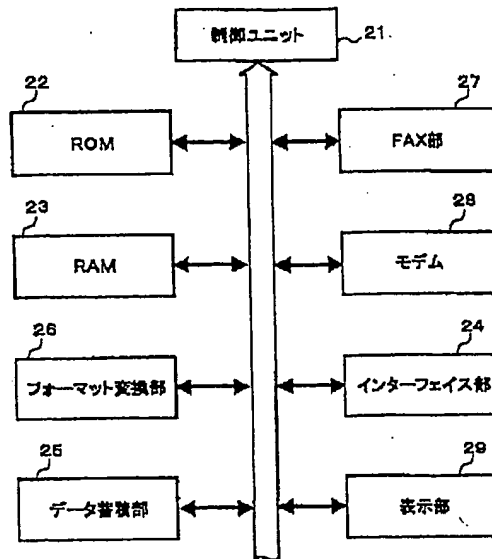 制御ユニット
21
22
ROM
27
FAX部
23
RAM
28
モデム
26
フォーマット変換部
24
インターフェイス部
25
データ蓄積部
29
表示部